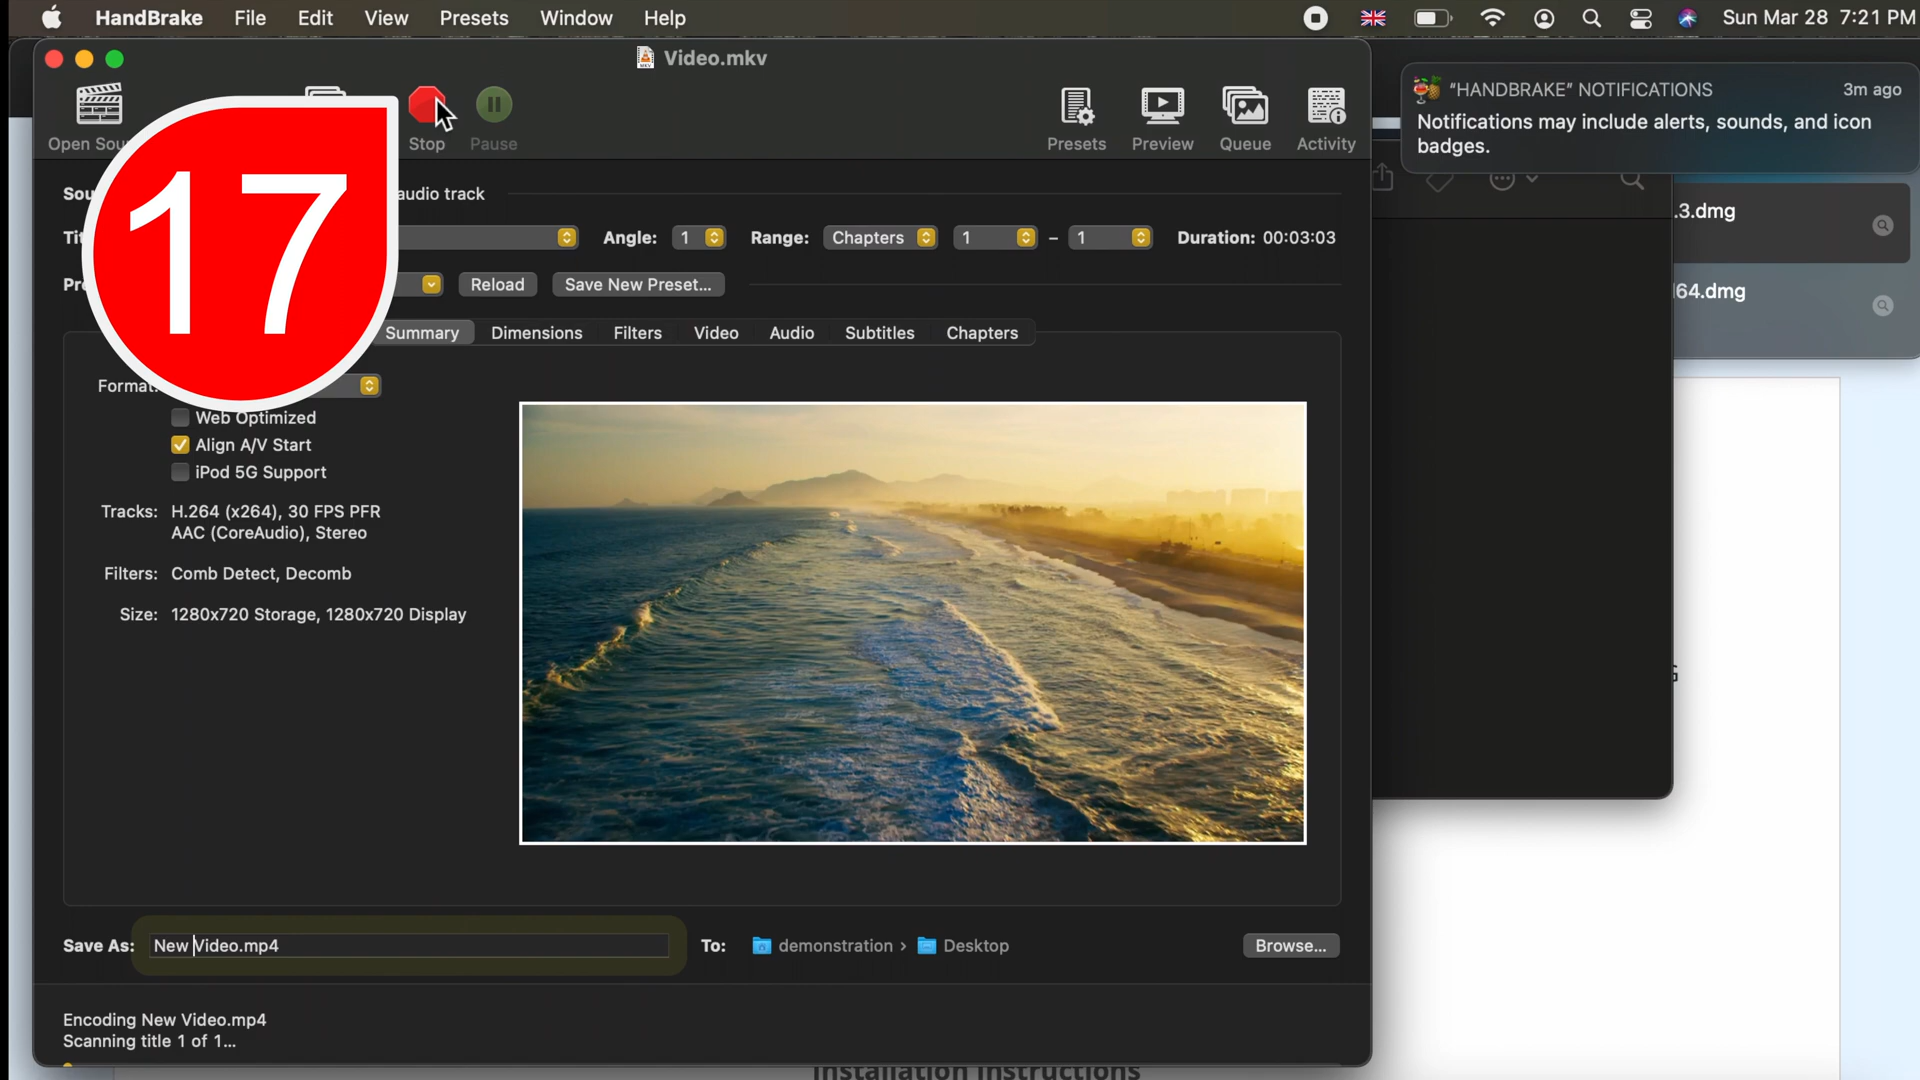 HandBrake File Edit View Presets Window Help
Sun Mar 28 7:21 PM
Video.mkv
"HANDBRAKE" NOTIFICATIONS 3m ago
Notifications may include alerts, sounds, and icon
badges.
Open Sou Stop Pause Presets Preview Queue Activity
17
audio track
Angle: 1 Range: Chapters 1 – 1 Duration: 00:03:03
Reload Save New Preset...
.3.dmg
64.dmg
Summary Dimensions Filters Video Audio Subtitles Chapters
Format:
Web Optimized
Align A/V Start
iPod 5G Support
Tracks: H.264 (x264), 30 FPS PFR
AAC (CoreAudio), Stereo
Filters: Comb Detect, Decomb
Size: 1280x720 Storage, 1280x720 Display
Save As: New Video.mp4 To: demonstration › Desktop Browse...
Encoding New Video.mp4
Scanning title 1 of 1...
Installation Instructions